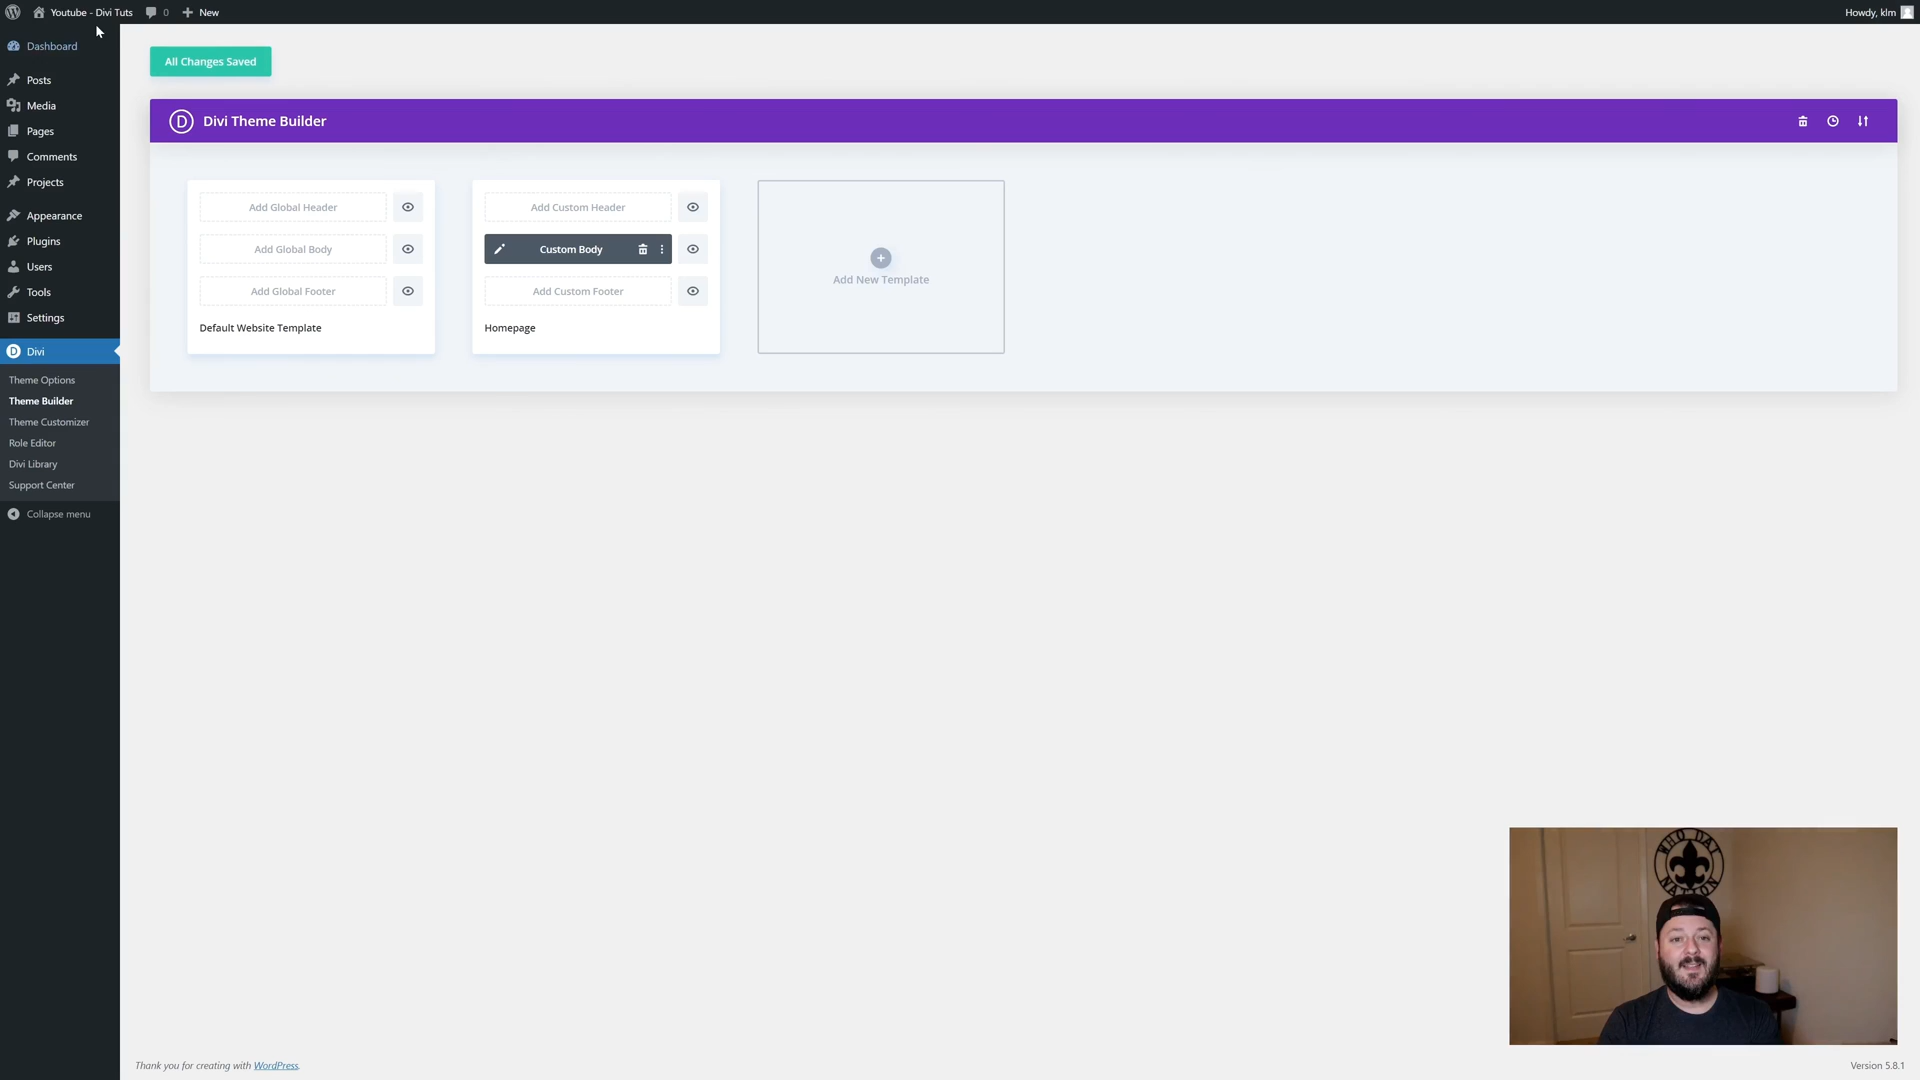 Youtube - Divi Tuts
0
New
Howdy, klm
Dashboard
Posts
Media
Pages
Comments
Projects
Appearance
Plugins
Users
Tools
Settings
D Divi
Theme Options
Theme Builder
Theme Customizer
Role Editor
Divi Library
Support Center
Collapse menu
All Changes Saved
D Divi Theme Builder
Add Global Header
Add Global Body
Add Global Footer
Default Website Template
Add Custom Header
Custom Body
Add Custom Footer
Homepage
Add New Template
WHO DAT
NATION
Thank you for creating with WordPress.
Version 5.8.1